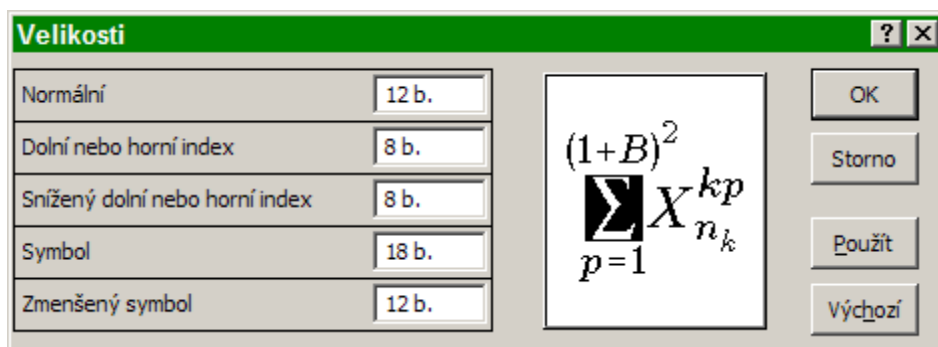 Velikosti
Normální 12 b.
Dolní nebo horní index 8 b.
Snížený dolní nebo horní index 8 b.
Symbol 18 b.
Zmenšený symbol 12 b.
(1+B)²
∑ X kp n k
p=1
OK
Storno
Použít
Výchozí